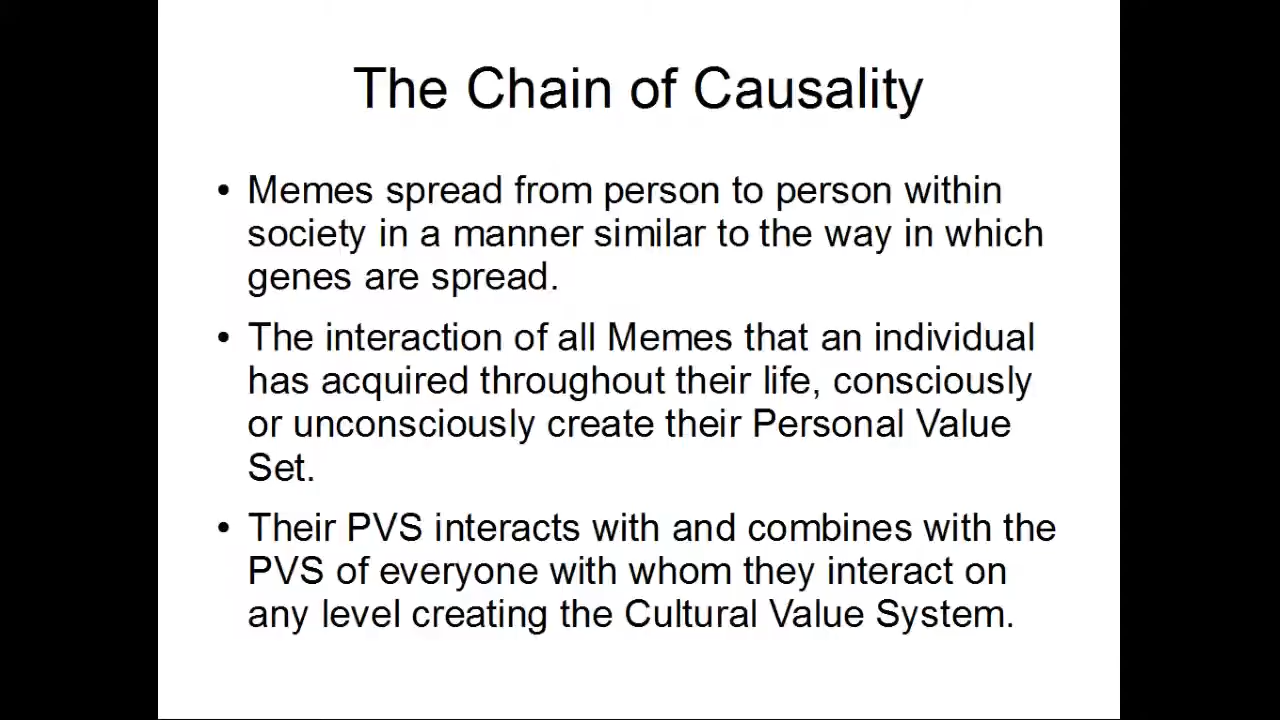 The Chain of Causality
• Memes spread from person to person within
society in a manner similar to the way in which
genes are spread.
• The interaction of all Memes that an individual
has acquired throughout their life, consciously
or unconsciously create their Personal Value
Set.
• Their PVS interacts with and combines with the
PVS of everyone with whom they interact on
any level creating the Cultural Value System.